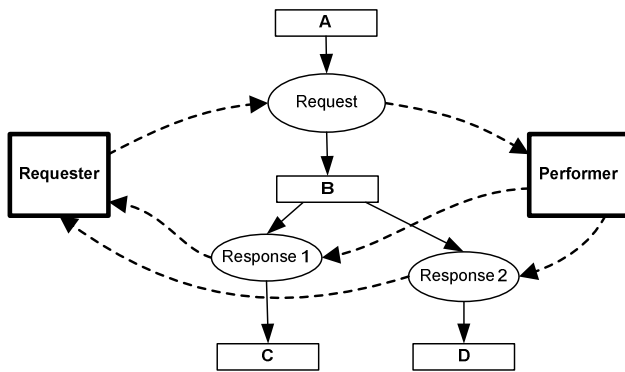 A
Request
Requester
Performer
B
Response 1
Response 2
C
D